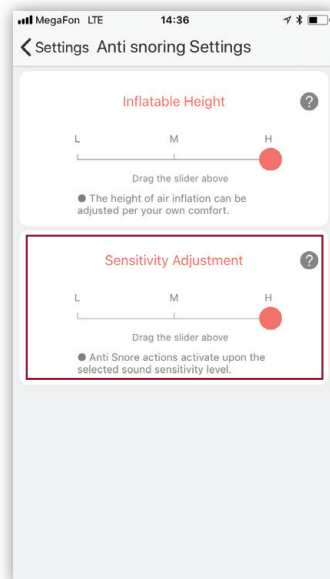 MegaFon LTE 14:36
Settings Anti snoring Settings
Inflatable Height ?
L M H
Drag the slider above
● The height of air inflation can be
adjusted per your own comfort.
Sensitivity Adjustment ?
L M H
Drag the slider above
● Anti Snore actions activate upon the
selected sound sensitivity level.